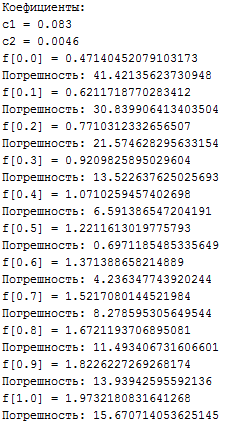 Коефициенты:
c1 = 0.083
c2 = 0.0046
f[0.0] = 0.47140452079103173
Погрешность: 41.42135623730948
f[0.1] = 0.6211718770283412
Погрешность: 30.839906413403504
f[0.2] = 0.7710312332656507
Погрешность: 21.574628295633154
f[0.3] = 0.9209825895029604
Погрешность: 13.522637625025693
f[0.4] = 1.0710259457402698
Погрешность: 6.591386547204191
f[0.5] = 1.2211613019775793
Погрешность: 0.6971185485335649
f[0.6] = 1.371388658214889
Погрешность: 4.236347743920244
f[0.7] = 1.5217080144521984
Погрешность: 8.278595305649544
f[0.8] = 1.6721193706895081
Погрешность: 11.493406731606601
f[0.9] = 1.8226227269268174
Погрешность: 13.93942595592136
f[1.0] = 1.9732180831641268
Погрешность: 15.670714053625145